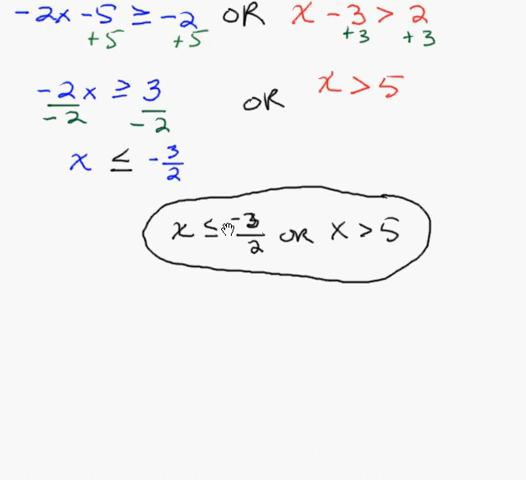 -2x -5 ≥ -2 OR x - 3 > 2
+5 +5 +3 +3
-2x ≥ 3 OR x > 5
-2 -2
x ≤ -3/2
x ≤ -3/2 OR x > 5